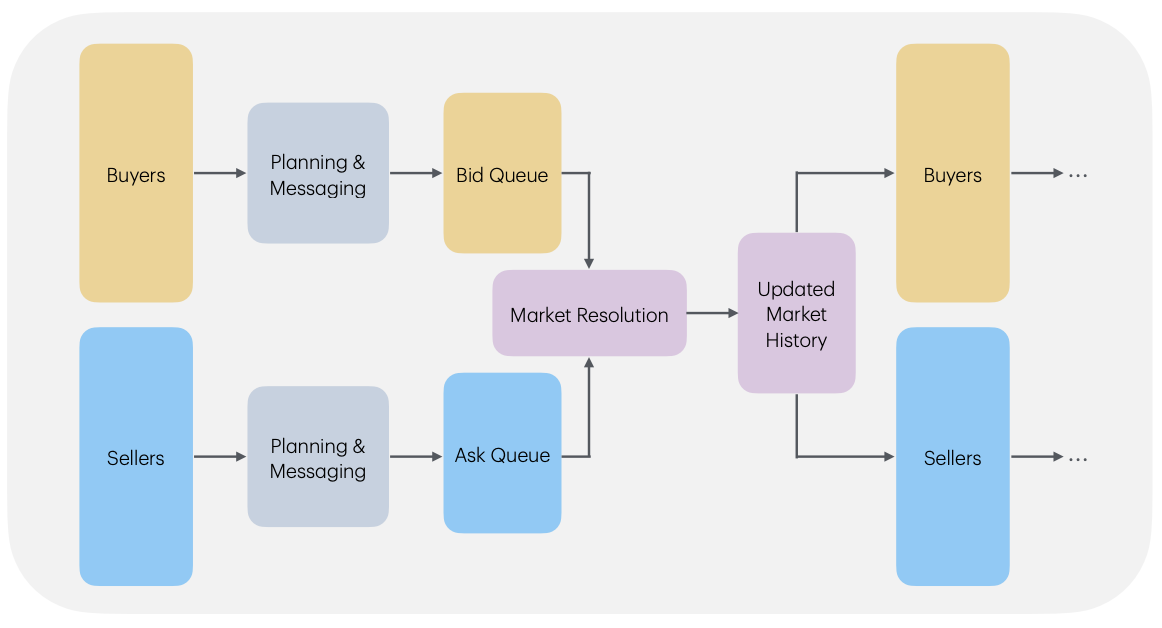 Buyers
Planning &
Messaging
Bid Queue
Sellers
Planning &
Messaging
Ask Queue
Market Resolution
Updated
Market
History
Buyers
...
Sellers
...